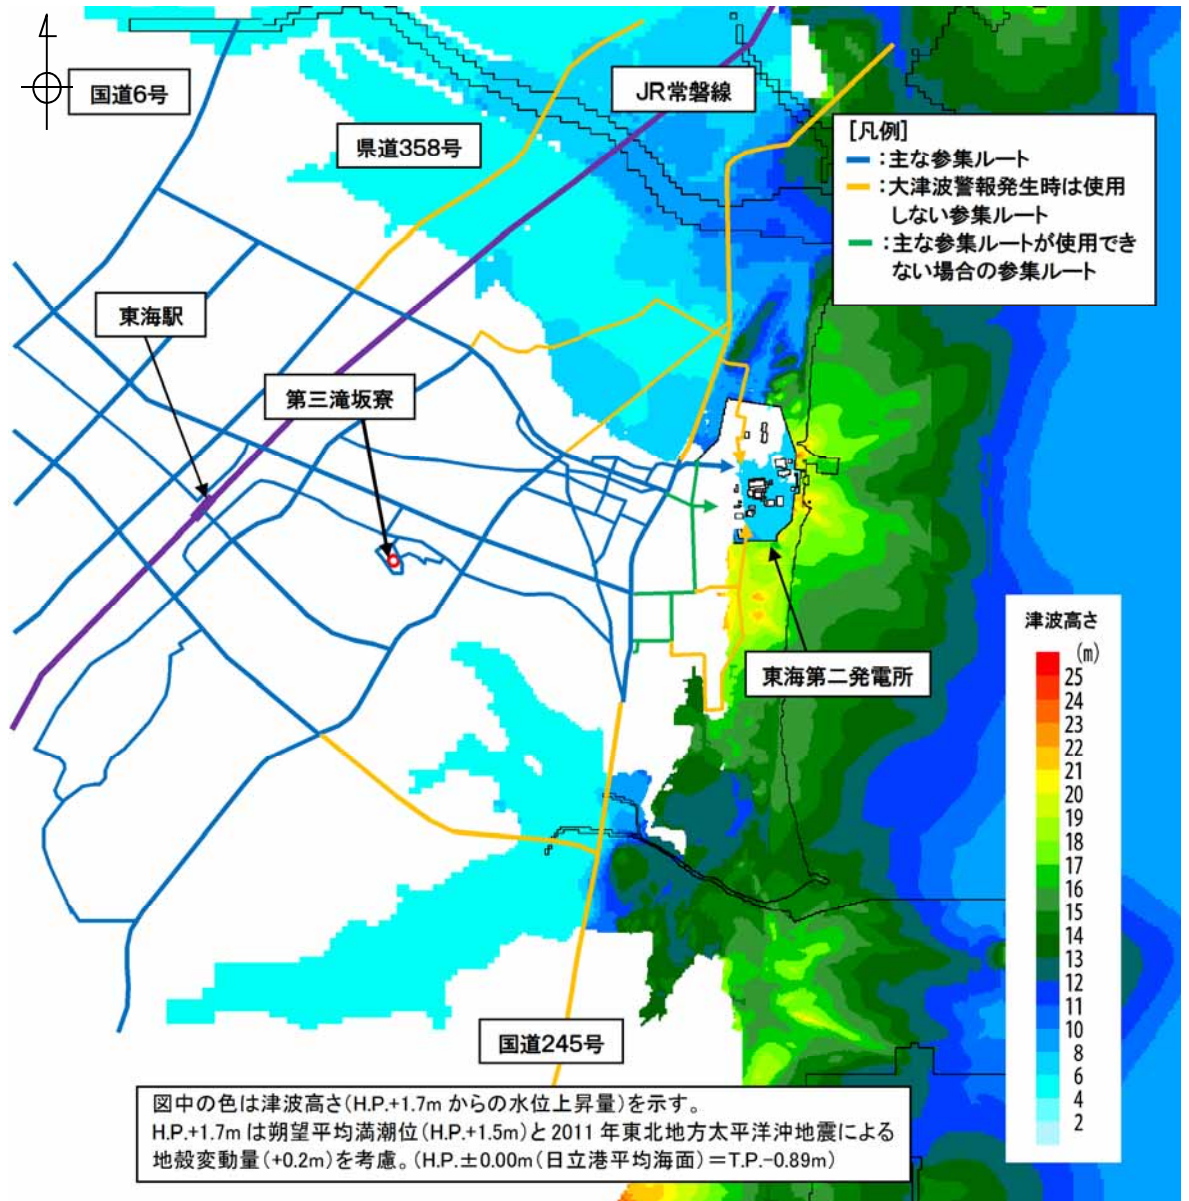 国道6号
JR常磐線
県道358号
[凡例]
:主な参集ルート
:大津波警報発生時は使用
しない参集ルート
:主な参集ルートが使用でき
ない場合の参集ルート
東海駅
第三滝坂寮
東海第二発電所
津波高さ
(m)
25
24
23
22
21
20
19
18
17
16
15
14
13
12
11
10
8
6
4
2
国道245号
図中の色は津波高さ(H.P.+1.7m からの水位上昇量)を示す。
H.P.+1.7m は朔望平均満潮位(H.P.+1.5m)と2011 年東北地方太平洋沖地震による
地殻変動量(+0.2m)を考慮。(H.P.±0.00m(日立港平均海面)=T.P.-0.89m)